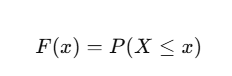 F(x) = P(X ≤ x)